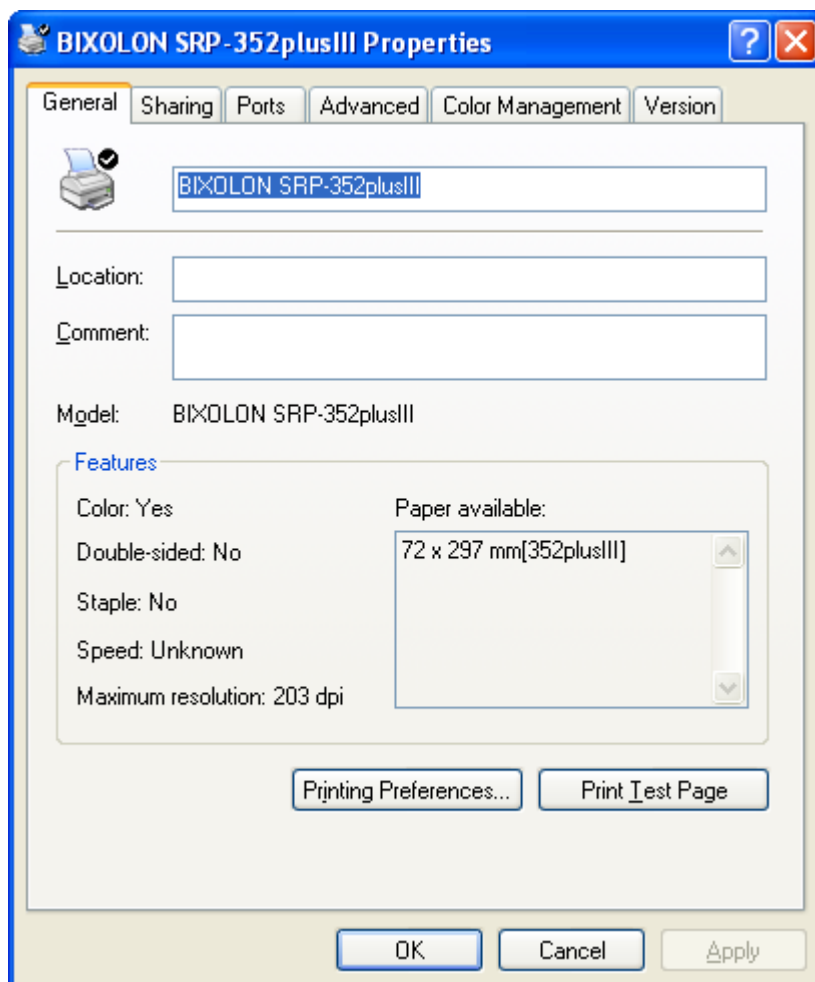 BIXOLON SRP-352plusIII Properties
General Sharing Ports Advanced Color Management Version
BIXOLON SRP-352plusIII
Location:
Comment:
Model: BIXOLON SRP-352plusIII
Features
Color: Yes
Paper available:
Double-sided: No
72 x 297 mm[352plusIII]
Staple: No
Speed: Unknown
Maximum resolution: 203 dpi
Printing Preferences... Print Test Page
OK Cancel Apply